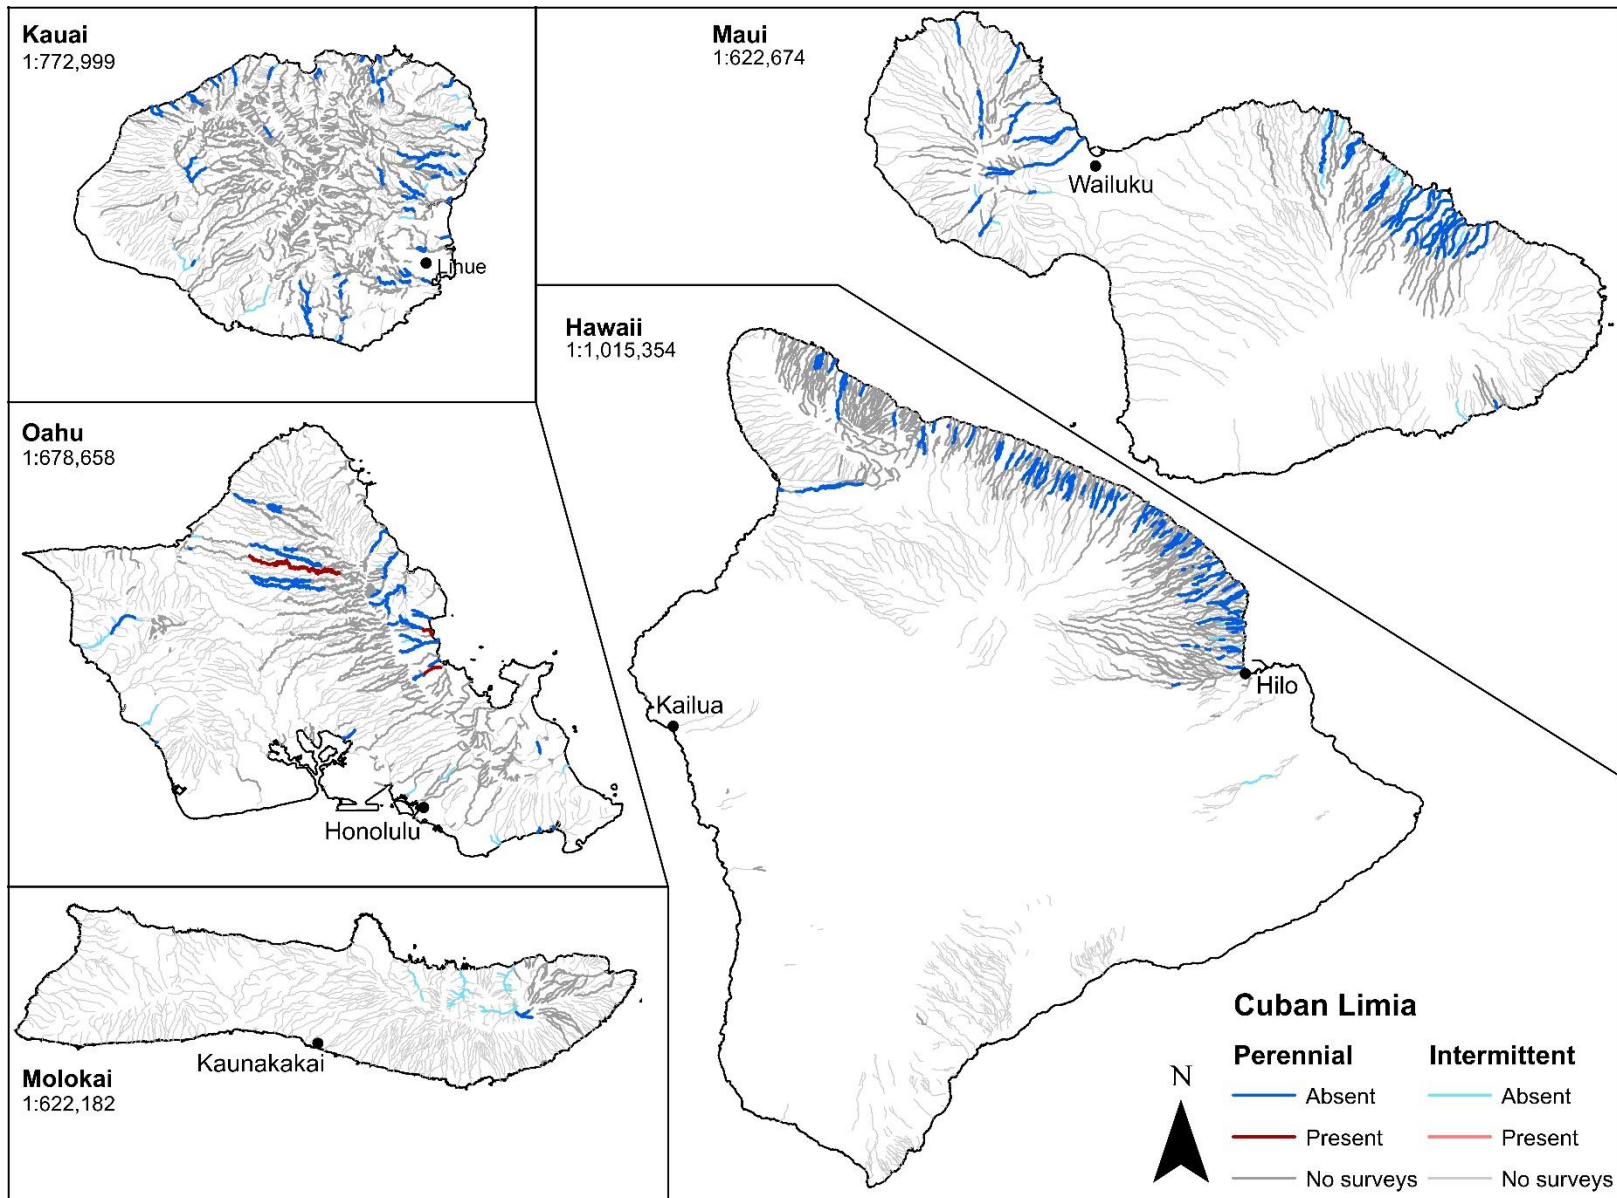 Kauai
1:772,999
Lihue
Maui
1:622,674
Wailuku
Hawaii
1:1,015,354
Kailua
Hilo
Oahu
1:678,658
Honolulu
Kaunakakai
Molokai
1:622,182
N
Cuban Limia
Perennial Intermittent
Absent Absent
Present Present
No surveys No surveys